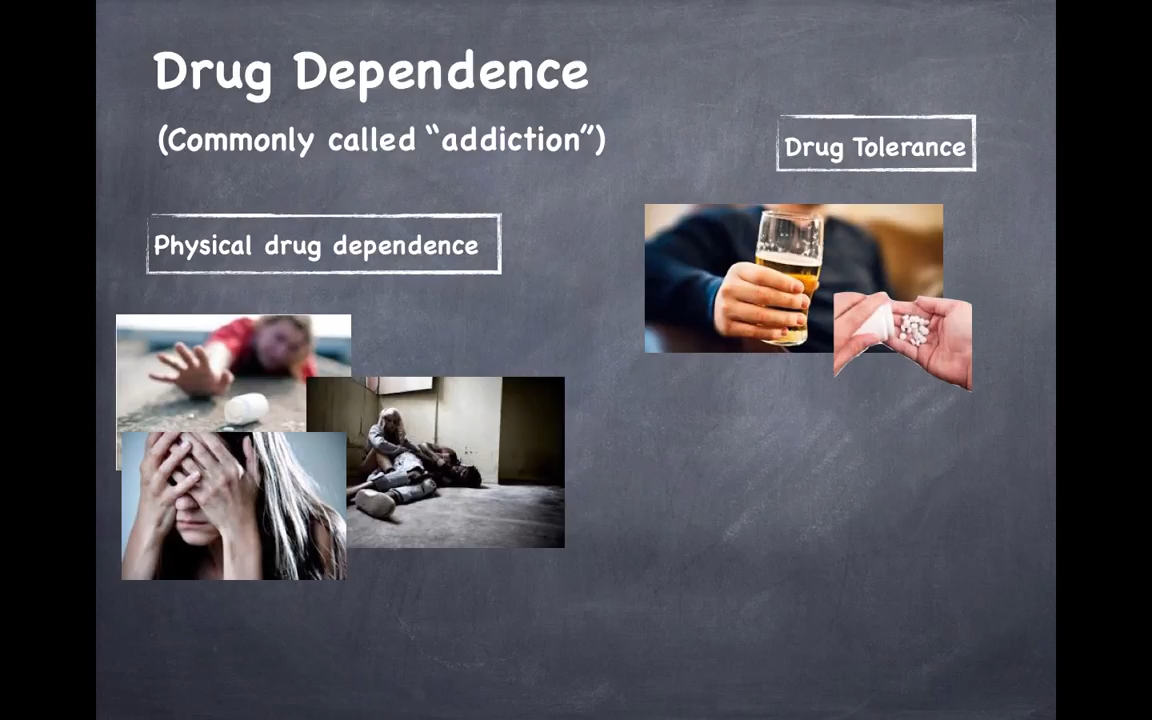 Drug Dependence
(Commonly called “addiction”)
Drug Tolerance
Physical drug dependence